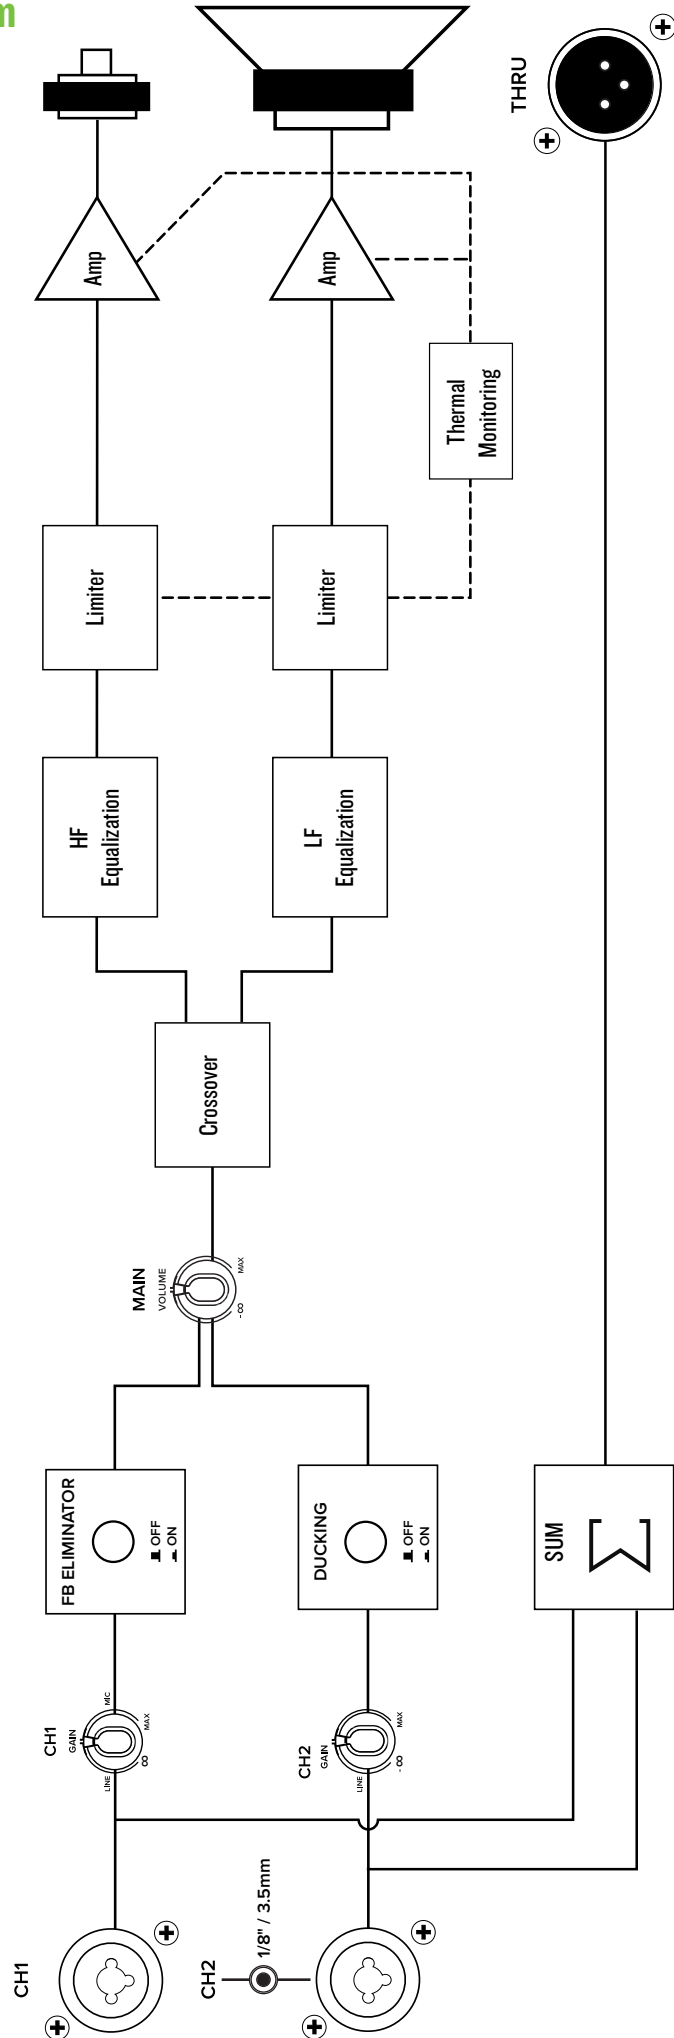 m
CH1
CH2
1/8" / 3.5mm
CH1
GAIN
LINE
MIC
∞
MAX
CH2
GAIN
LINE
-∞
MAX
FB ELIMINATOR
OFF
ON
DUCKING
OFF
ON
SUM
Σ
MAIN
VOLUME
-∞
MAX
Crossover
HF
Equalization
LF
Equalization
Limiter
Limiter
Thermal
Monitoring
Amp
Amp
THRU